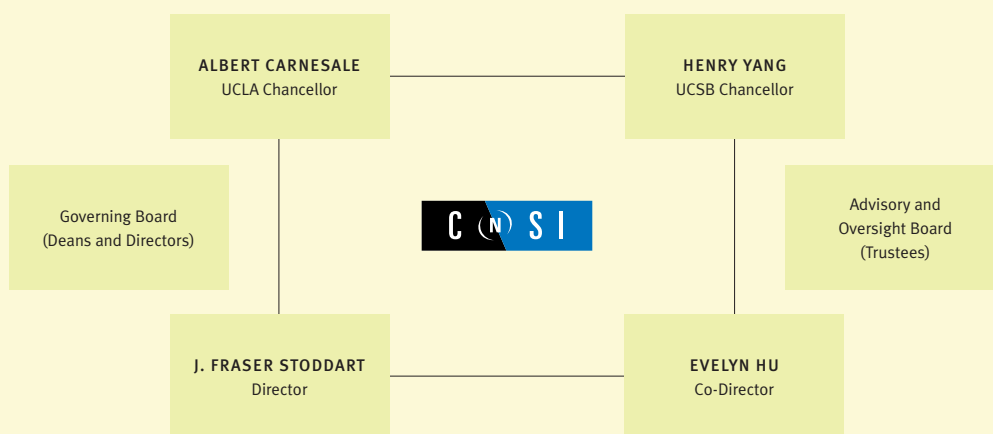 ALBERT CARNESALE
UCLA Chancellor
HENRY YANG
UCSB Chancellor
Governing Board
(Deans and Directors)
CNSI
Advisory and
Oversight Board
(Trustees)
J. FRASER STODDART
Director
EVELYN HU
Co-Director